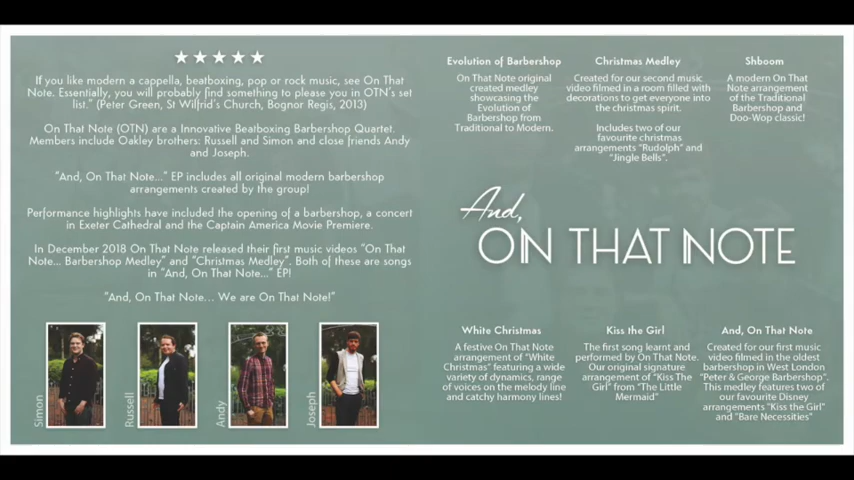 ★★★★★
If you like modern a cappella, beatboxing, pop or rock music, see On That
Note. Essentially, you will probably find something to please you in OTN's set
list." (Peter Green, St Wilfrid's Church, Bognor Regis, 2013)
On That Note (OTN) are a Innovative Beatboxing Barbershop Quartet.
Members include Oakley brothers: Russell and Simon and close friends Andy
and Joseph.
"And, On That Note..." EP includes all original modern barbershop
arrangements created by the group!
Performance highlights have included the opening of a barbershop, a concert
in Exeter Cathedral and the Captain America Movie Premiere.
In December 2018 On That Note released their first music videos "On That
Note... Barbershop Medley" and "Christmas Medley". Both of these are songs
in "And, On That Note..." EP!
"And, On That Note... We are On That Note!"
Simon
Russell
Andy
Joseph
Evolution of Barbershop
On That Note original
created medley
showcasing the
Evolution of
Barbershop from
Traditional to Modern.
Christmas Medley
Created for our second music
video filmed in a room filled with
decorations to get everyone into
the christmas spirit.
Includes two of our
favourite christmas
arrangements "Rudolph" and
"Jingle Bells".
Shboom
A modern On That
Note arrangement
of the Traditional
Barbershop and
Doo-Wop classic!
And,
ON THAT NOTE
White Christmas
A festive On That Note
arrangement of "White
Christmas" featuring a wide
variety of dynamics, range
of voices on the melody line
and catchy harmony lines!
Kiss the Girl
The first song learnt and
performed by On That Note.
Our original signature
arrangement of "Kiss The
Girl" from "The Little
Mermaid"
And, On That Note
Created for our first music
video filmed in the oldest
barbershop in West London
"Peter & George Barbershop".
This medley features two of
our favourite Disney
arrangements "Kiss the Girl"
and "Bare Necessities"